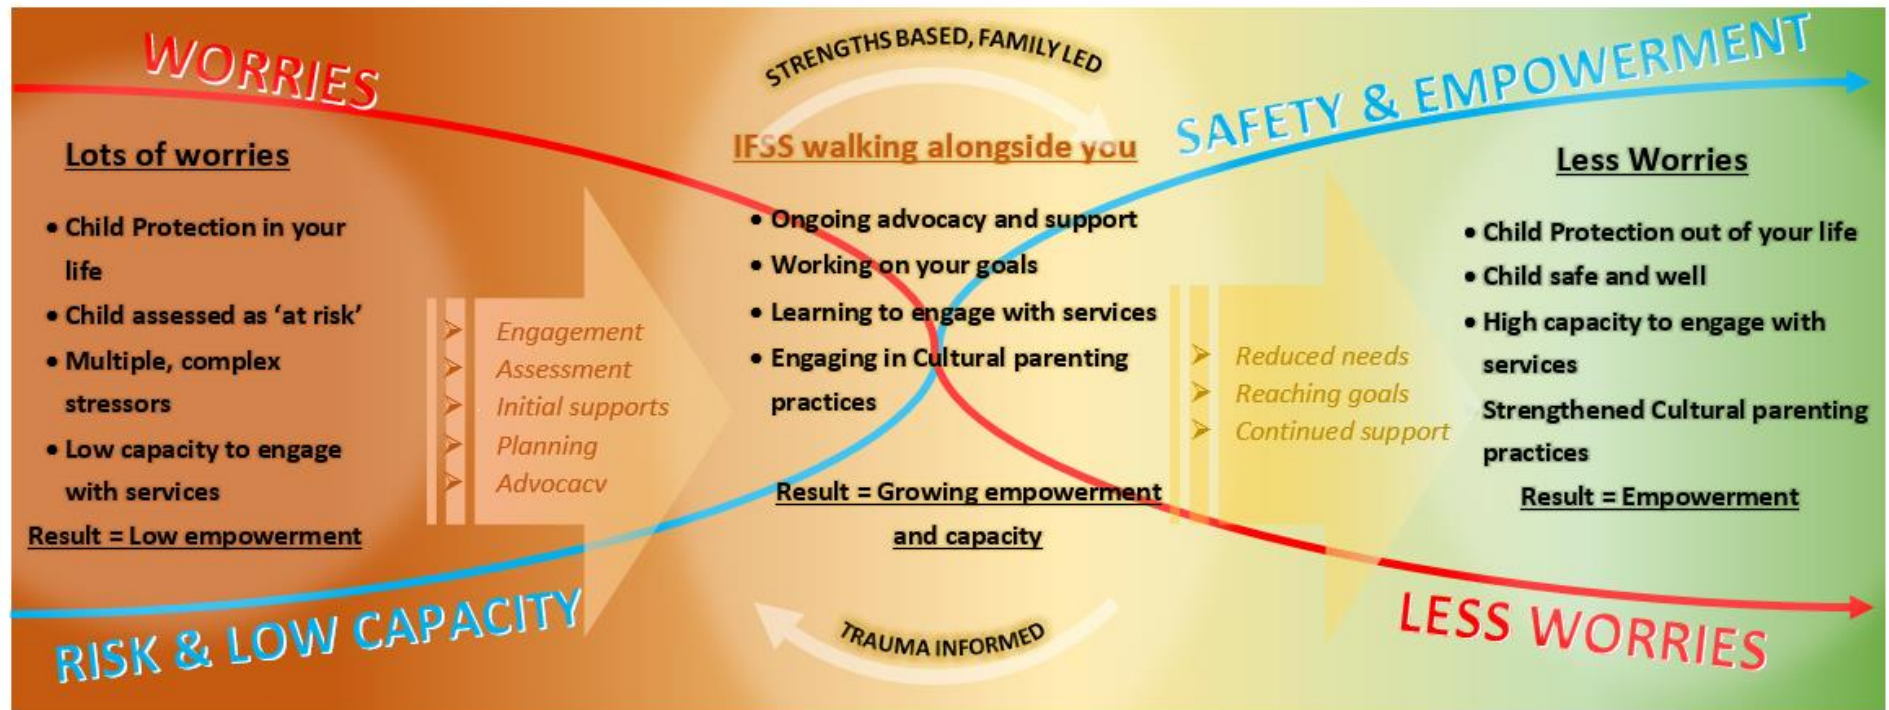 WORRIES
Lots of worries
• Child Protection in your
life
• Child assessed as ‘at risk’
• Multiple, complex
stressors
• Low capacity to engage
with services
Result = Low empowerment
RISK & LOW CAPACITY
➢ Engagement
➢ Assessment
➢ Initial supports
➢ Planning
➢ Advocacy
STRENGTHS BASED, FAMILY LED
IFSS walking alongside you
• Ongoing advocacy and support
• Working on your goals
• Learning to engage with services
• Engaging in Cultural parenting
practices
Result = Growing empowerment
and capacity
TRAUMA INFORMED
➢ Reduced needs
➢ Reaching goals
➢ Continued support
SAFETY & EMPOWERMENT
Less Worries
• Child Protection out of your life
• Child safe and well
• High capacity to engage with
services
Strengthened Cultural parenting
practices
Result = Empowerment
LESS WORRIES